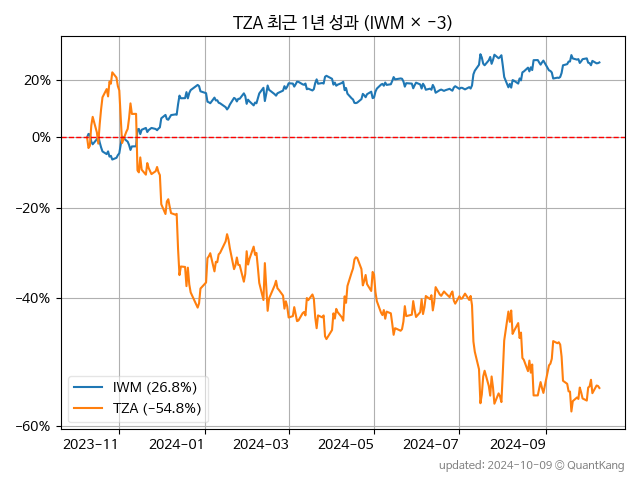 TZA 최근 1년 성과 (IWM × −3)
20%
0%
−20%
−40%
−60%
IWM (26.8%)
TZA (−54.8%)
2023-11
2024-01
2024-03
2024-05
2024-07
2024-09
updated: 2024-10-09 © QuantKang